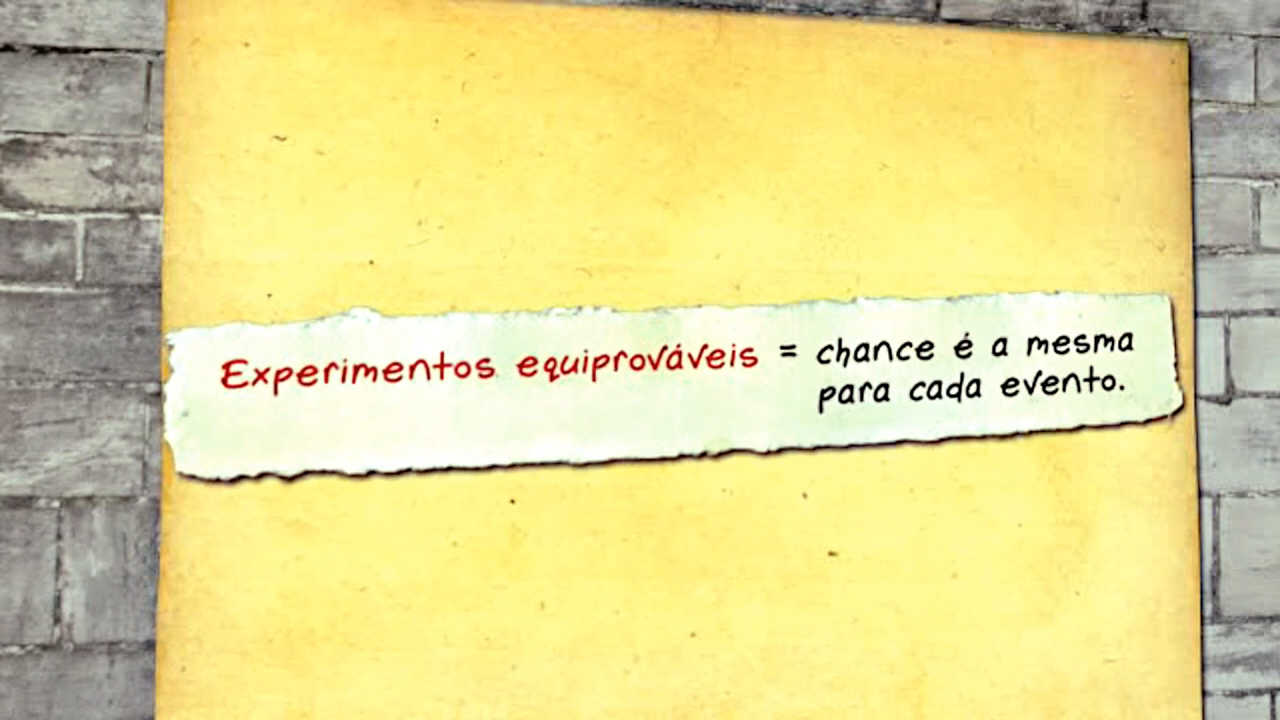 Experimentos equiprováveis = chance é a mesma
para cada evento.